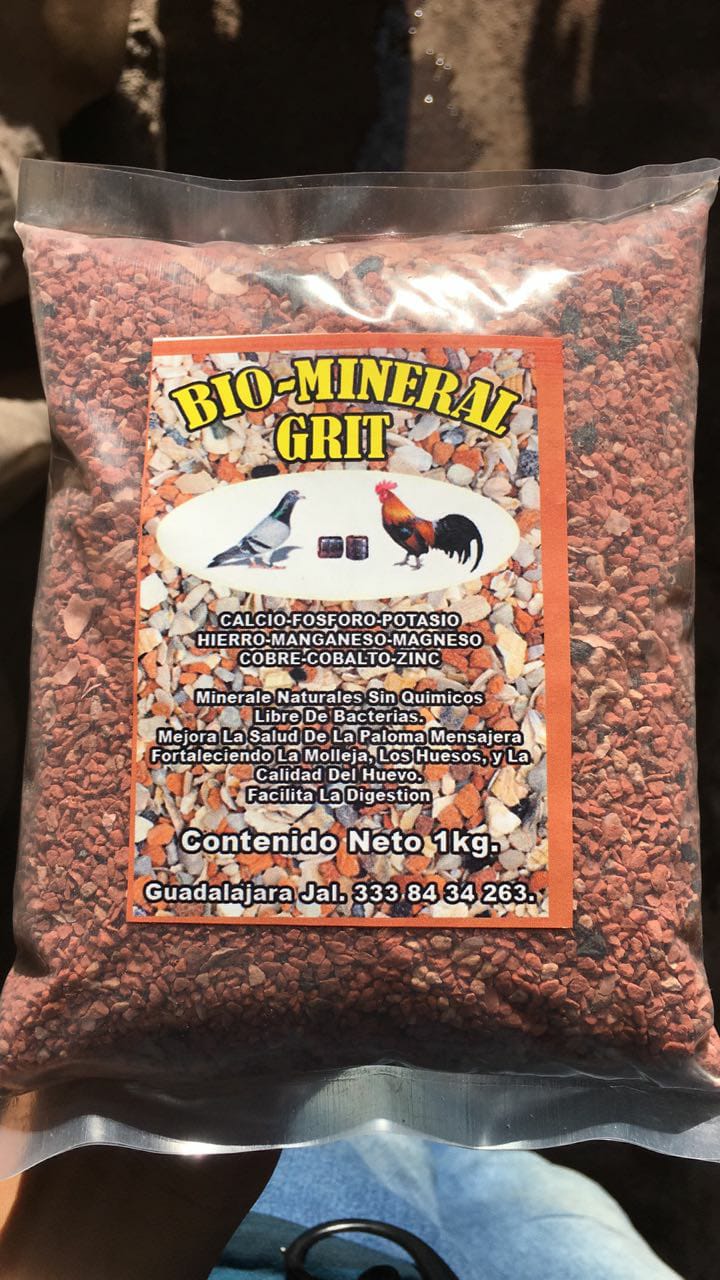 BIO-MINERAL
GRIT
CALCIO-FOSFORO-POTASIO
HIERRO-MANGANESO-MAGNESO
COBRE-COBALTO-ZINC
Minerale Naturales Sin Quimicos
Libre De Bacterias.
Mejora La Salud De La Paloma Mensajera
Fortaleciendo La Molleja, Los Huesos, y La
Calidad Del Huevo.
Facilita La Digestion
Contenido Neto 1kg.
Guadalajara Jal. 333 84 34 263.